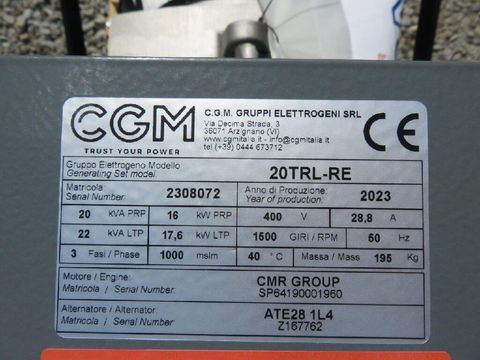 CGM
TRUST YOUR POWER
C.G.M. GRUPPI ELETTROGENI SRL
Via Decima Strada, 3
36071 Arzignano (VI)
www.cgmitalia.it - info@cgmitalia.it
tel (+39) 0444 673712
CE
Gruppo Elettrogeno Modello
Generating Set model: 20TRL-RE
Matricola
Serial Number: 2308072 Anno di Produzione:
Year of production: 2023
20 kVA PRP 16 kW PRP 400 V 28,8 A
22 kVA LTP 17,6 kW LTP 1500 GIRI / RPM 50 Hz
3 Fasi / Phase 1000 mslm 40 °C Massa / Mass 195 Kg
Motore / Engine: CMR GROUP
Matricola / Serial Number: SP64190001960
Alternatore / Alternator: ATE28 1L4
Matricola / Serial Number: Z167762